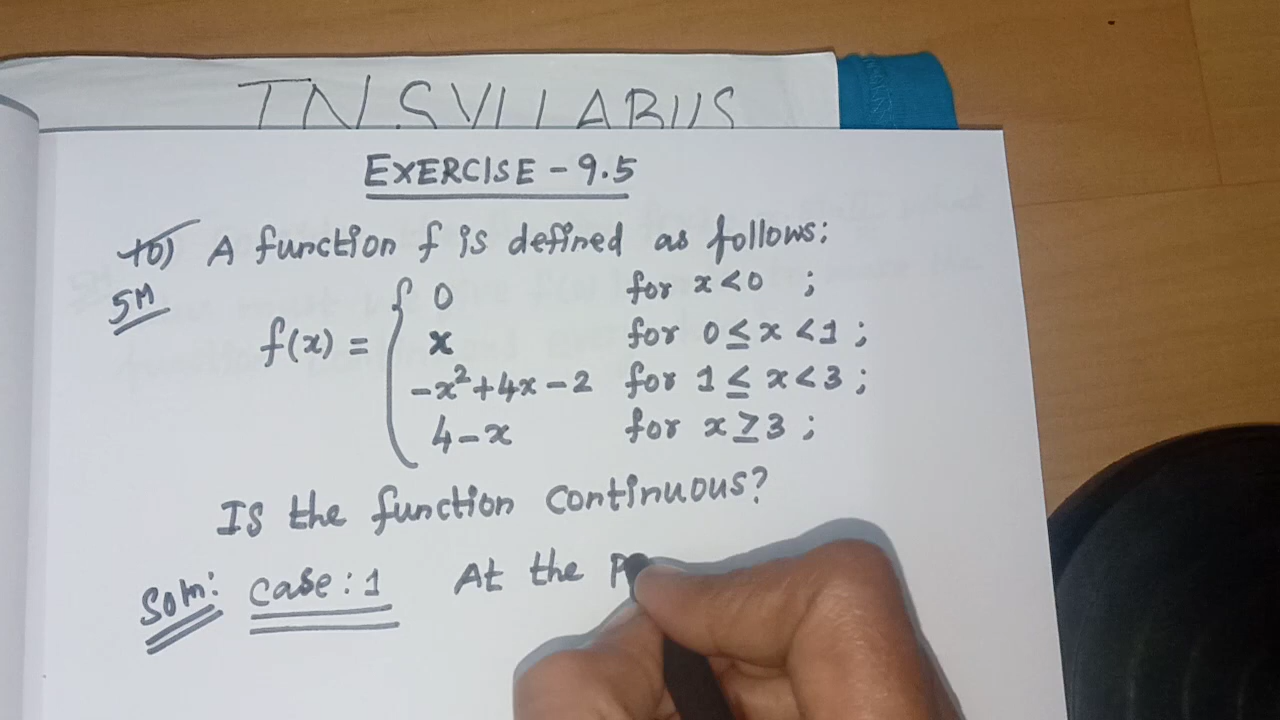 TN SYLLABUS
EXERCISE - 9.5
10) A function f is defined as follows:
5M
f(x) = { 0 for x < 0 ;
x for 0 ≤ x < 1 ;
-x²+4x-2 for 1 ≤ x < 3 ;
4-x for x ≥ 3 ;
Is the function continuous?
Soln: case: 1 At the P